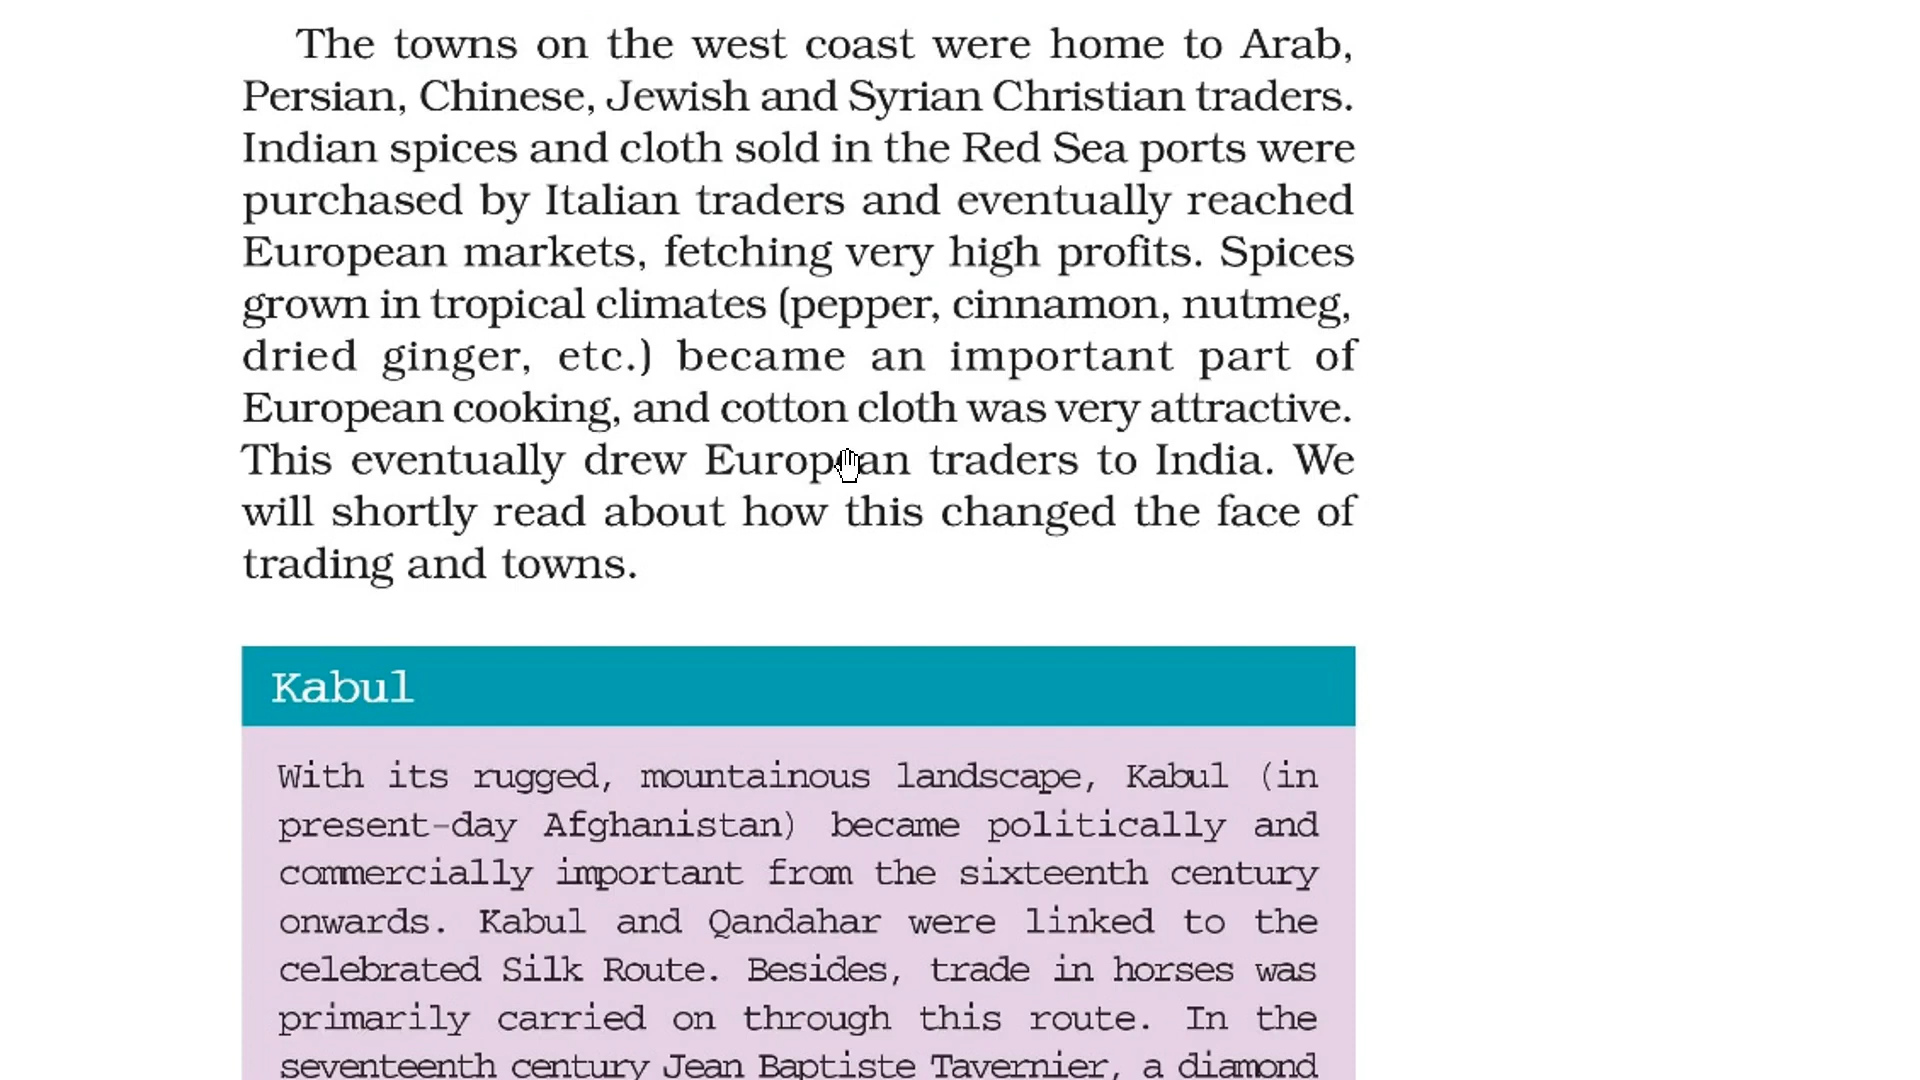 The towns on the west coast were home to Arab,
Persian, Chinese, Jewish and Syrian Christian traders.
Indian spices and cloth sold in the Red Sea ports were
purchased by Italian traders and eventually reached
European markets, fetching very high profits. Spices
grown in tropical climates (pepper, cinnamon, nutmeg,
dried ginger, etc.) became an important part of
European cooking, and cotton cloth was very attractive.
This eventually drew European traders to India. We
will shortly read about how this changed the face of
trading and towns.
Kabul
With its rugged, mountainous landscape, Kabul (in
present-day Afghanistan) became politically and
commercially important from the sixteenth century
onwards. Kabul and Qandahar were linked to the
celebrated Silk Route. Besides, trade in horses was
primarily carried on through this route. In the
seventeenth century Jean Baptiste Tavernier, a diamond